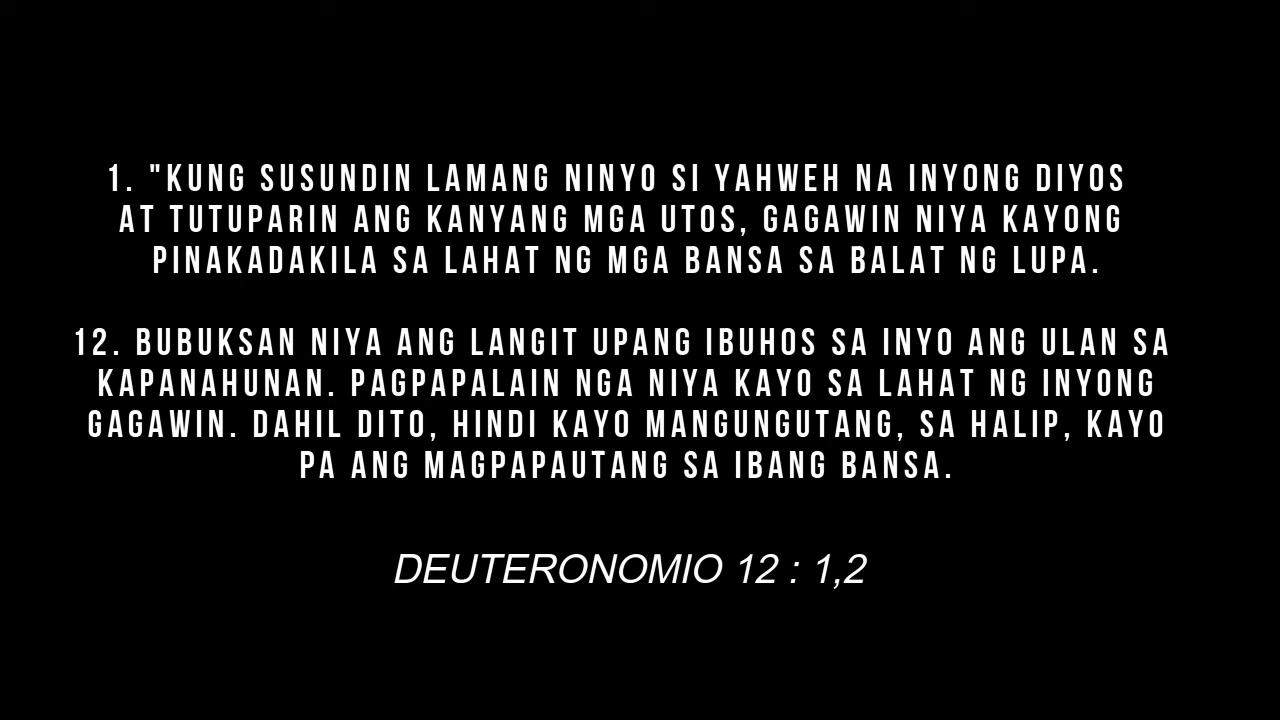 1. "KUNG SUSUNDIN LAMANG NINYO SI YAHWEH NA INYONG DIYOS
AT TUTUPARIN ANG KANYANG MGA UTOS, GAGAWIN NIYA KAYONG
PINAKADAKILA SA LAHAT NG MGA BANSA SA BALAT NG LUPA.
12. BUBUKSAN NIYA ANG LANGIT UPANG IBUHOS SA INYO ANG ULAN SA
KAPANAHUNAN. PAGPAPALAIN NGA NIYA KAYO SA LAHAT NG INYONG
GAGAWIN. DAHIL DITO, HINDI KAYO MANGUNGUTANG, SA HALIP, KAYO
PA ANG MAGPAPAUTANG SA IBANG BANSA.
DEUTERONOMIO 12 : 1,2